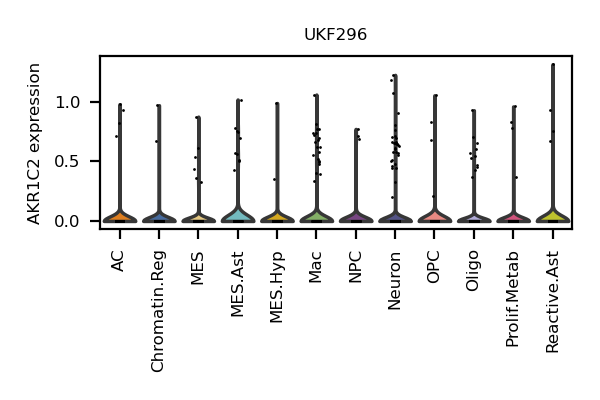 UKF296
AKR1C2 expression
1.0
0.5
0.0
AC
Chromatin.Reg
MES
MES.Ast
MES.Hyp
Mac
NPC
Neuron
OPC
Oligo
Prolif.Metab
Reactive.Ast